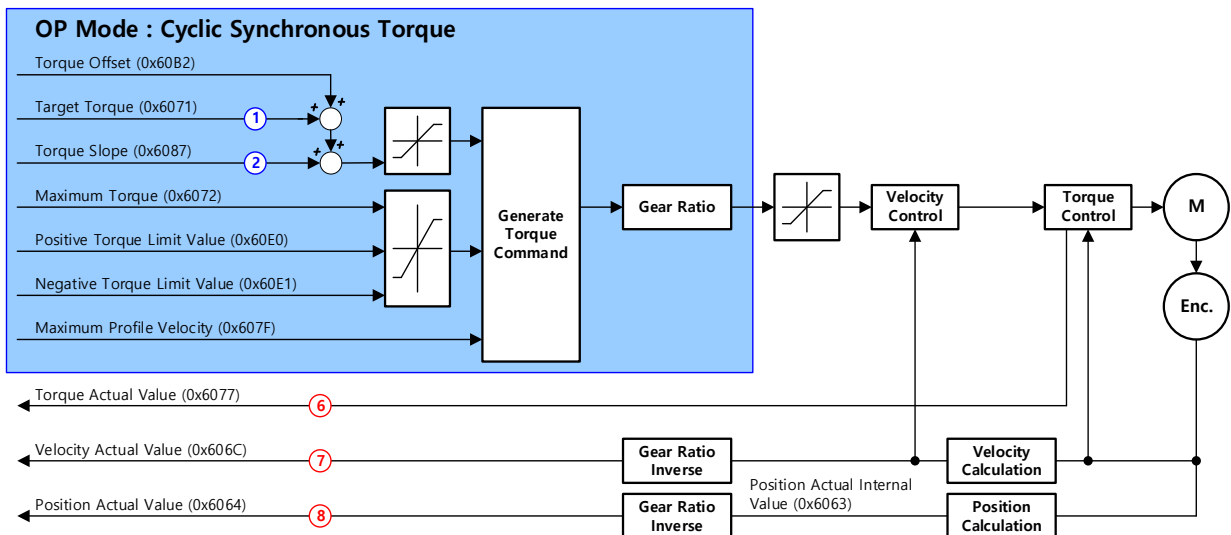 OP Mode : Cyclic Synchronous Torque
Torque Offset (0x60B2)
+ +
Target Torque (0x6071)
1
+ +
Torque Slope (0x6087)
2
Maximum Torque (0x6072)
Positive Torque Limit Value (0x60E0)
Negative Torque Limit Value (0x60E1)
Maximum Profile Velocity (0x607F)
Generate
Torque
Command
Gear Ratio
Velocity
Control
Torque
Control
M
Enc.
Torque Actual Value (0x6077)
6
Velocity Actual Value (0x606C)
7
Gear Ratio
Inverse
Velocity
Calculation
Position Actual Value (0x6064)
8
Gear Ratio
Inverse
Position Actual Internal
Value (0x6063)
Position
Calculation